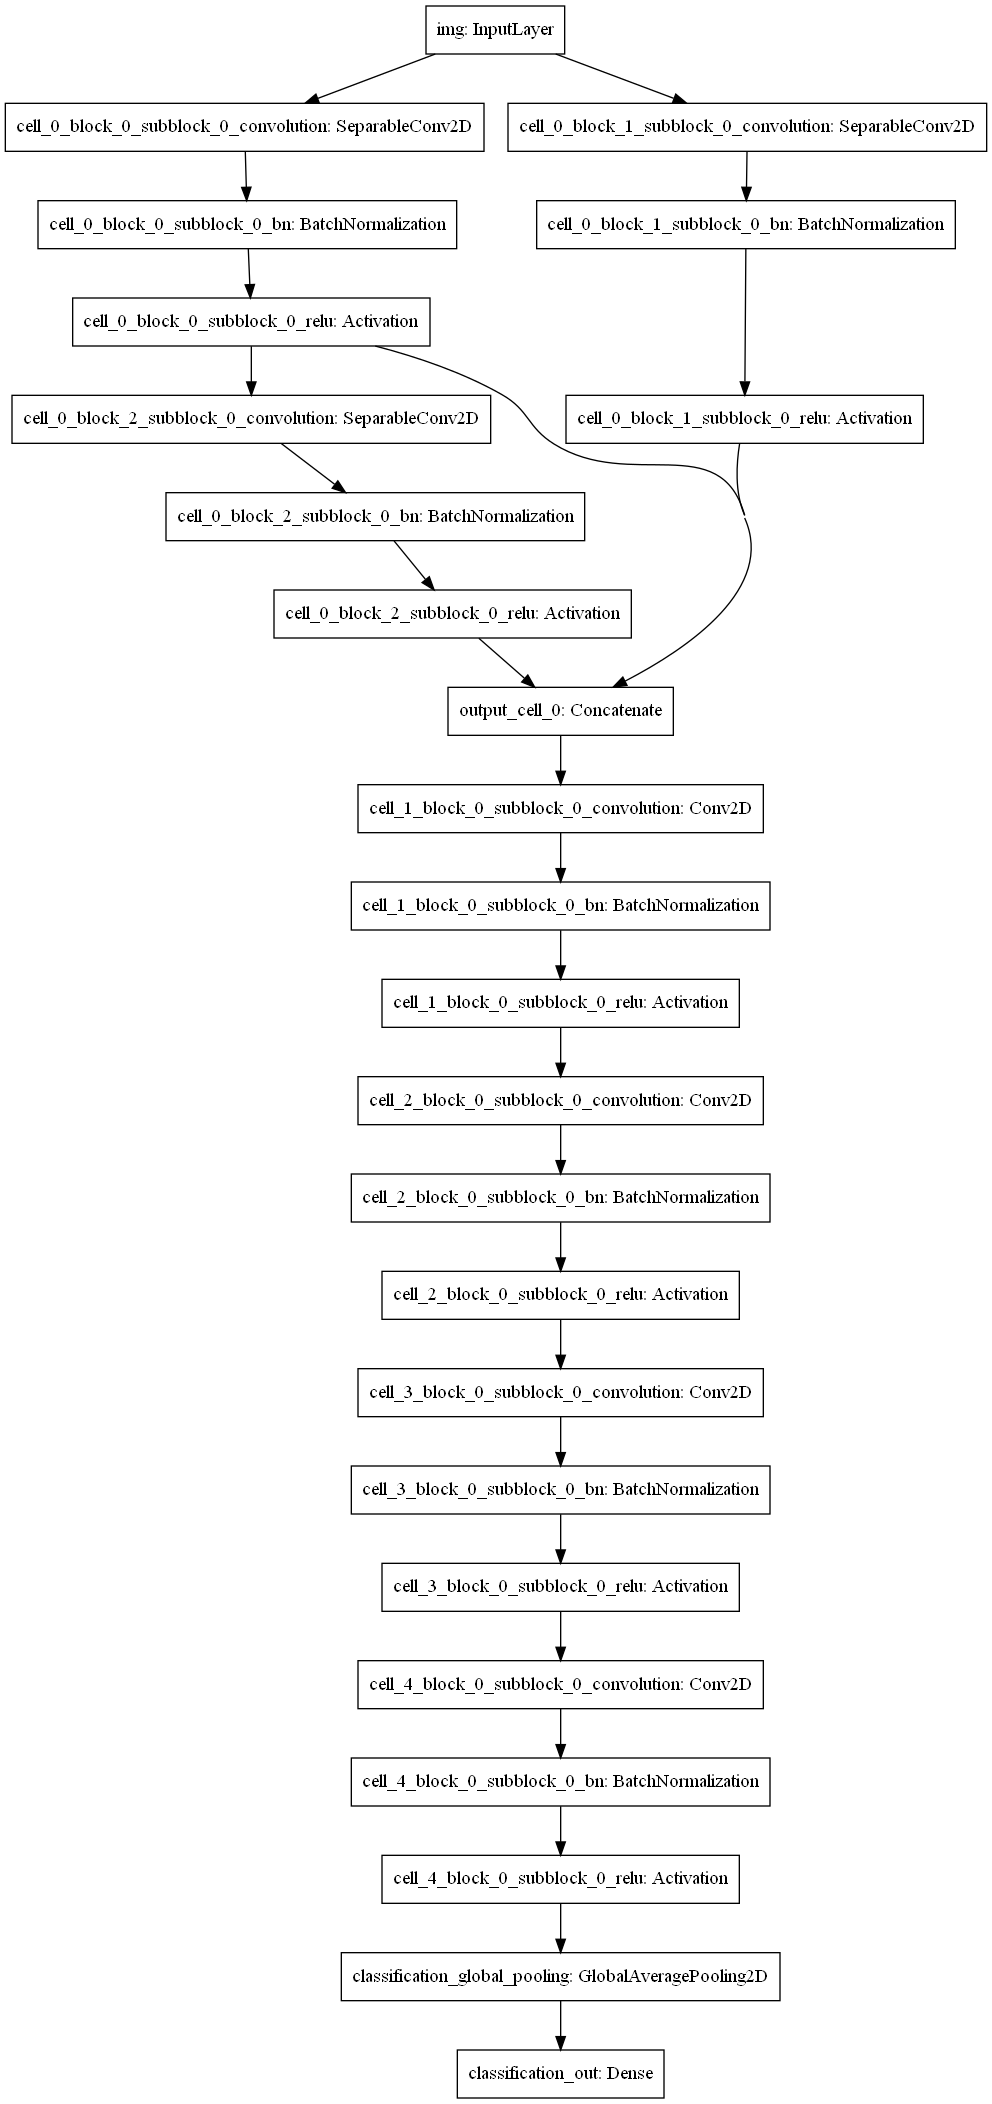 img: InputLayer
cell_0_block_0_subblock_0_convolution: SeparableConv2D
cell_0_block_1_subblock_0_convolution: SeparableConv2D
cell_0_block_0_subblock_0_bn: BatchNormalization
cell_0_block_1_subblock_0_bn: BatchNormalization
cell_0_block_0_subblock_0_relu: Activation
cell_0_block_2_subblock_0_convolution: SeparableConv2D
cell_0_block_1_subblock_0_relu: Activation
cell_0_block_2_subblock_0_bn: BatchNormalization
cell_0_block_2_subblock_0_relu: Activation
output_cell_0: Concatenate
cell_1_block_0_subblock_0_convolution: Conv2D
cell_1_block_0_subblock_0_bn: BatchNormalization
cell_1_block_0_subblock_0_relu: Activation
cell_2_block_0_subblock_0_convolution: Conv2D
cell_2_block_0_subblock_0_bn: BatchNormalization
cell_2_block_0_subblock_0_relu: Activation
cell_3_block_0_subblock_0_convolution: Conv2D
cell_3_block_0_subblock_0_bn: BatchNormalization
cell_3_block_0_subblock_0_relu: Activation
cell_4_block_0_subblock_0_convolution: Conv2D
cell_4_block_0_subblock_0_bn: BatchNormalization
cell_4_block_0_subblock_0_relu: Activation
classification_global_pooling: GlobalAveragePooling2D
classification_out: Dense